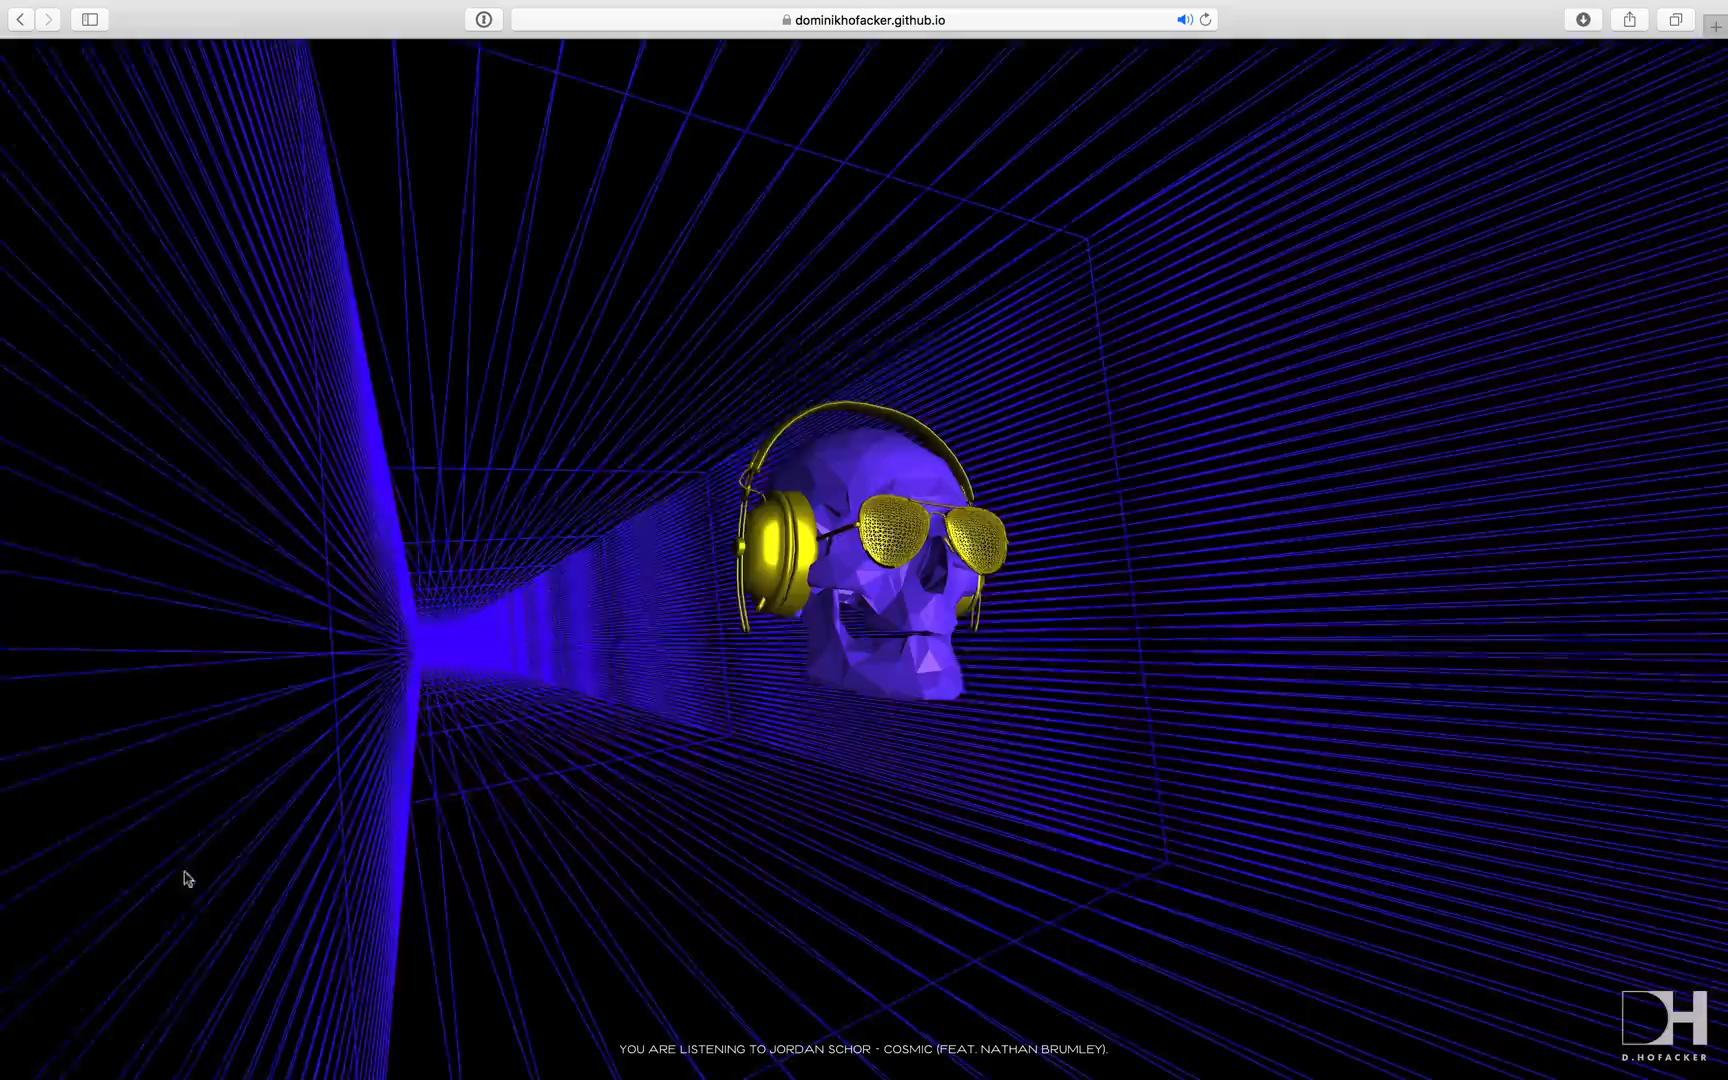 dominikhofacker.github.io
YOU ARE LISTENING TO JORDAN SCHOR - COSMIC (FEAT. NATHAN BRUMLEY).
DH
D.HOFACKER